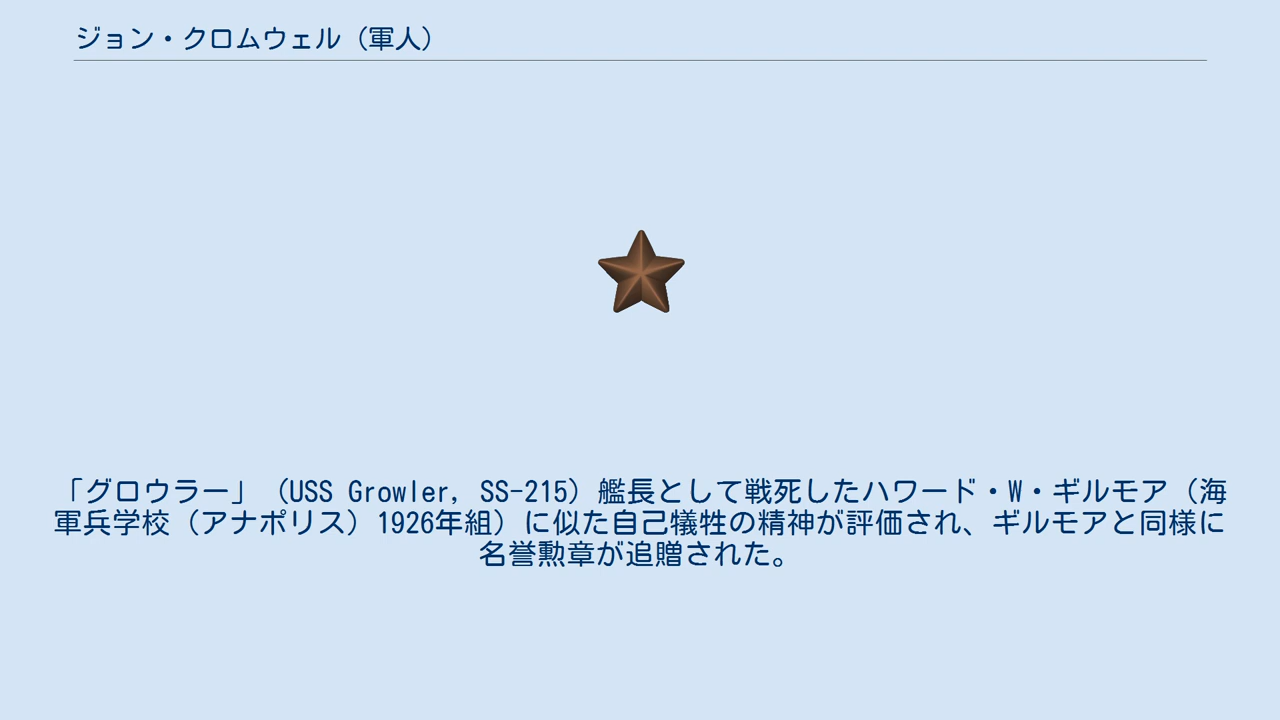 ジョン・クロムウェル（軍人）
「グロウラー」（USS Growler, SS-215）艦長として戦死したハワード・W・ギルモア（海
軍兵学校（アナポリス）1926年組）に似た自己犠牲の精神が評価され、ギルモアと同様に
名誉勲章が追贈された。